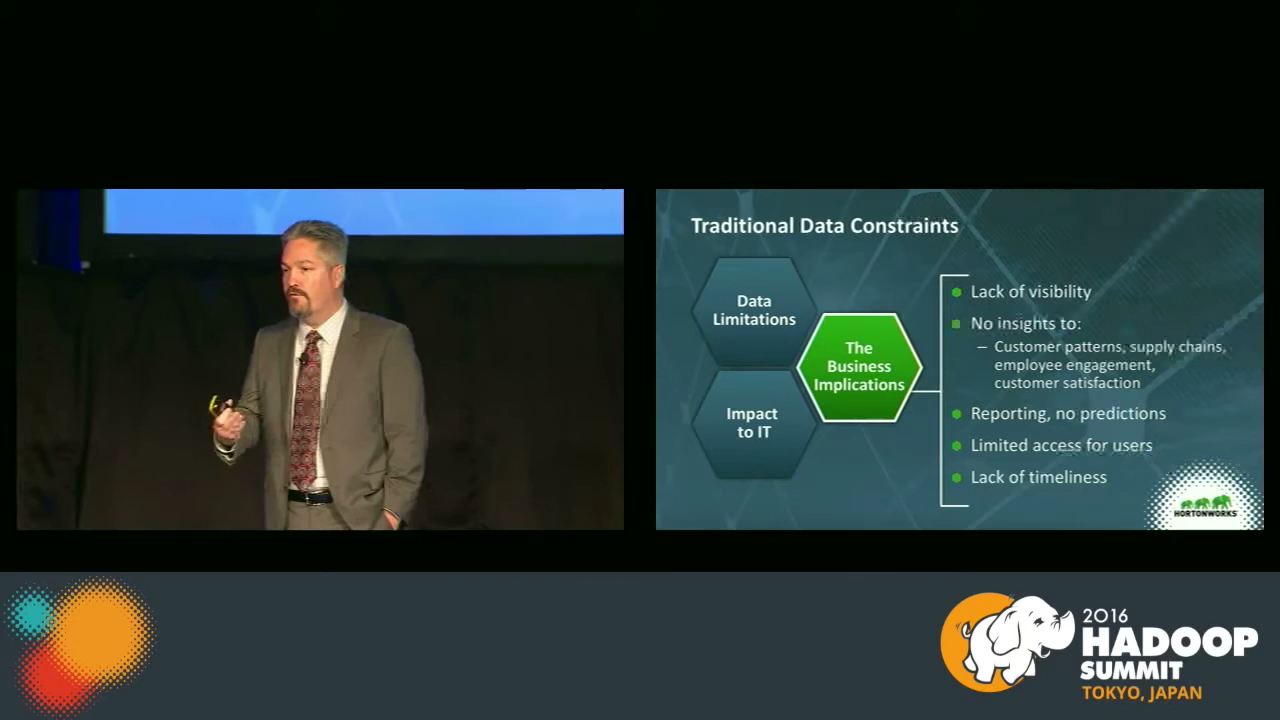 Traditional Data Constraints
Data
Limitations
The
Business
Implications
Impact
to IT
Lack of visibility
No insights to:
– Customer patterns, supply chains,
employee engagement,
customer satisfaction
Reporting, no predictions
Limited access for users
Lack of timeliness
HORTONWORKS
2016
HADOOP
SUMMIT
TOKYO, JAPAN